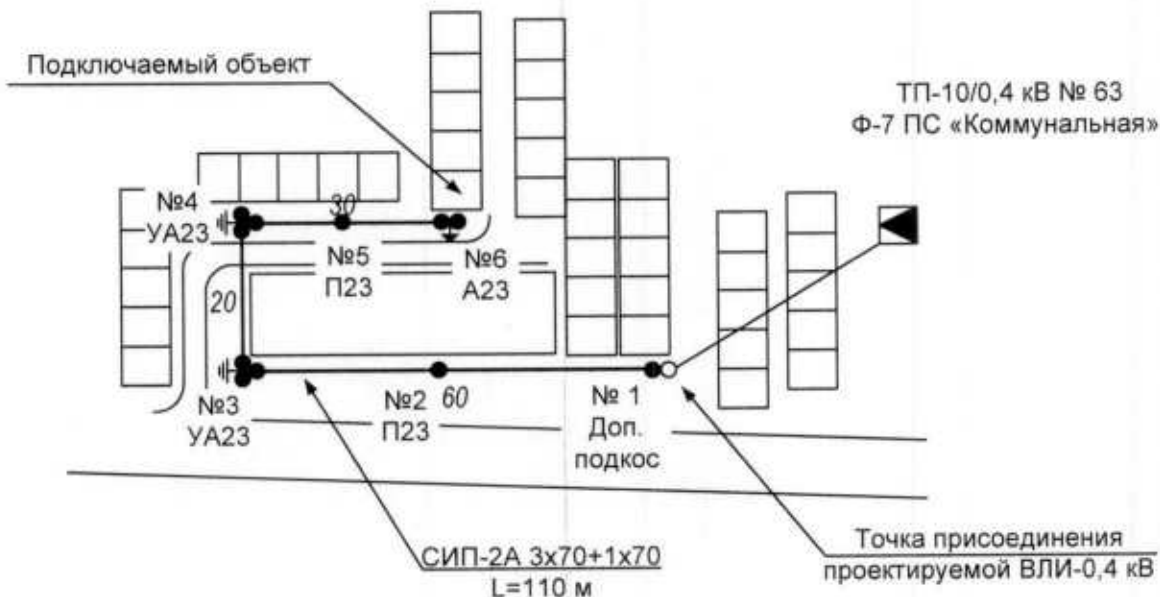 Подключаемый объект
ТП-10/0,4 кВ № 63
Ф-7 ПС «Коммунальная»
№4
УА23
30
№5
П23
№6
А23
20
№3
УА23
№2
П23
60
№ 1
Доп.
подкос
СИП-2А 3х70+1х70
L=110 м
Точка присоединения
проектируемой ВЛИ-0,4 кВ